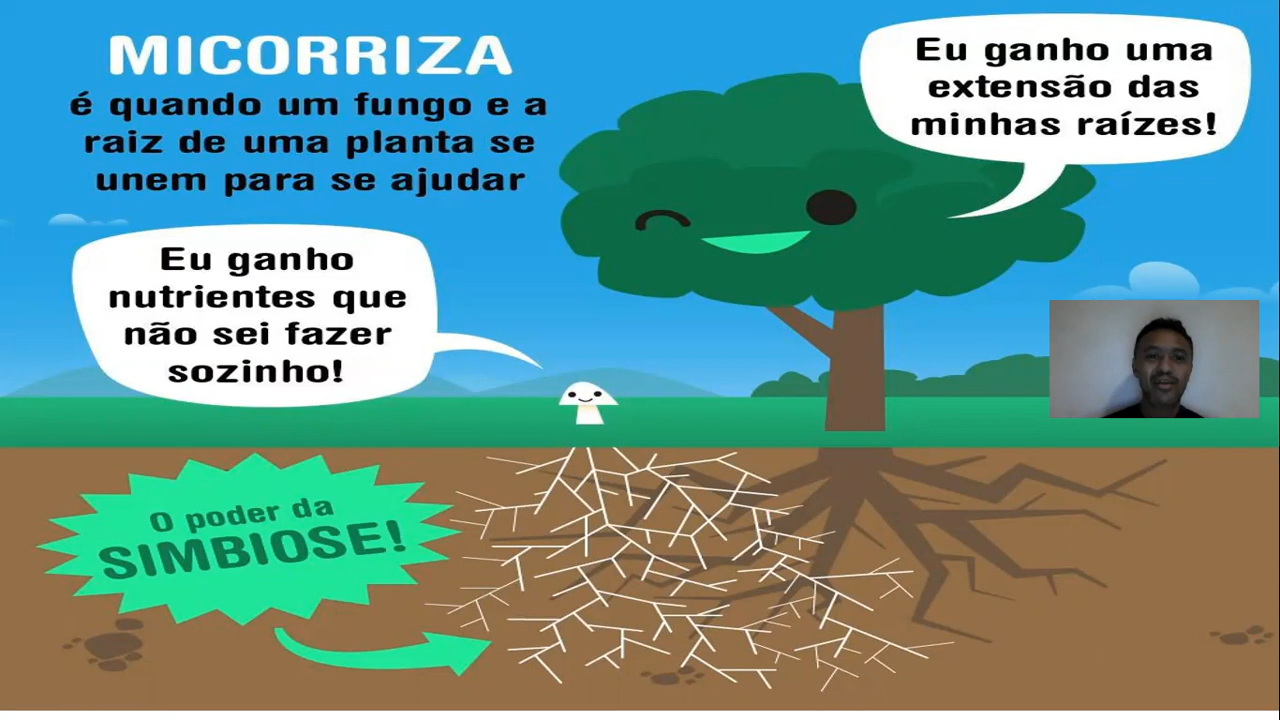 MICORRIZA
é quando um fungo e a
raiz de uma planta se
unem para se ajudar
Eu ganho uma
extensão das
minhas raízes!
Eu ganho
nutrientes que
não sei fazer
sozinho!
O poder da
SIMBIOSE!